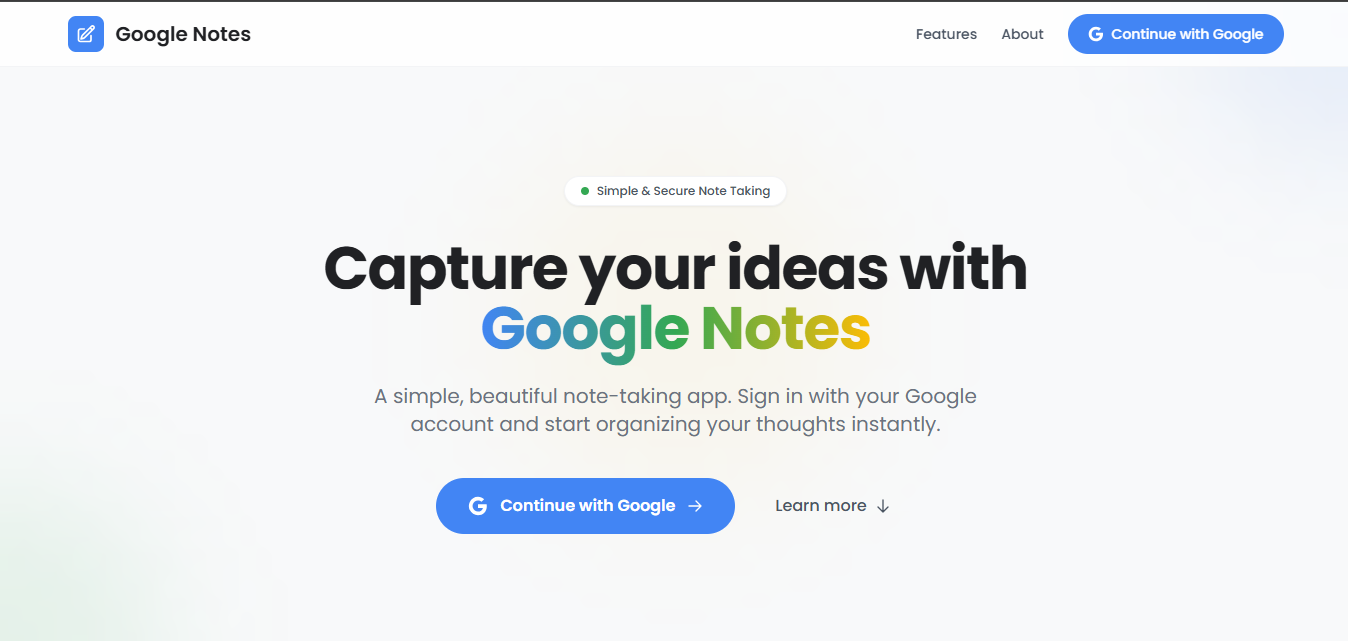 Google Notes
Features
About
Continue with Google
Simple & Secure Note Taking
Capture your ideas with
Google Notes
A simple, beautiful note-taking app. Sign in with your Google
account and start organizing your thoughts instantly.
Continue with Google →
Learn more ↓